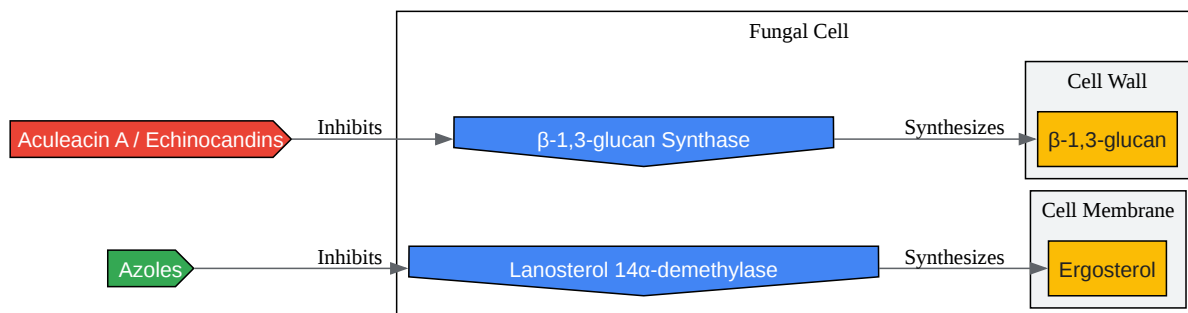 Fungal Cell
Cell Wall
Aculeacin A / Echinocandins
Inhibits
β-1,3-glucan Synthase
Synthesizes
β-1,3-glucan
Cell Membrane
Azoles
Inhibits
Lanosterol 14α-demethylase
Synthesizes
Ergosterol